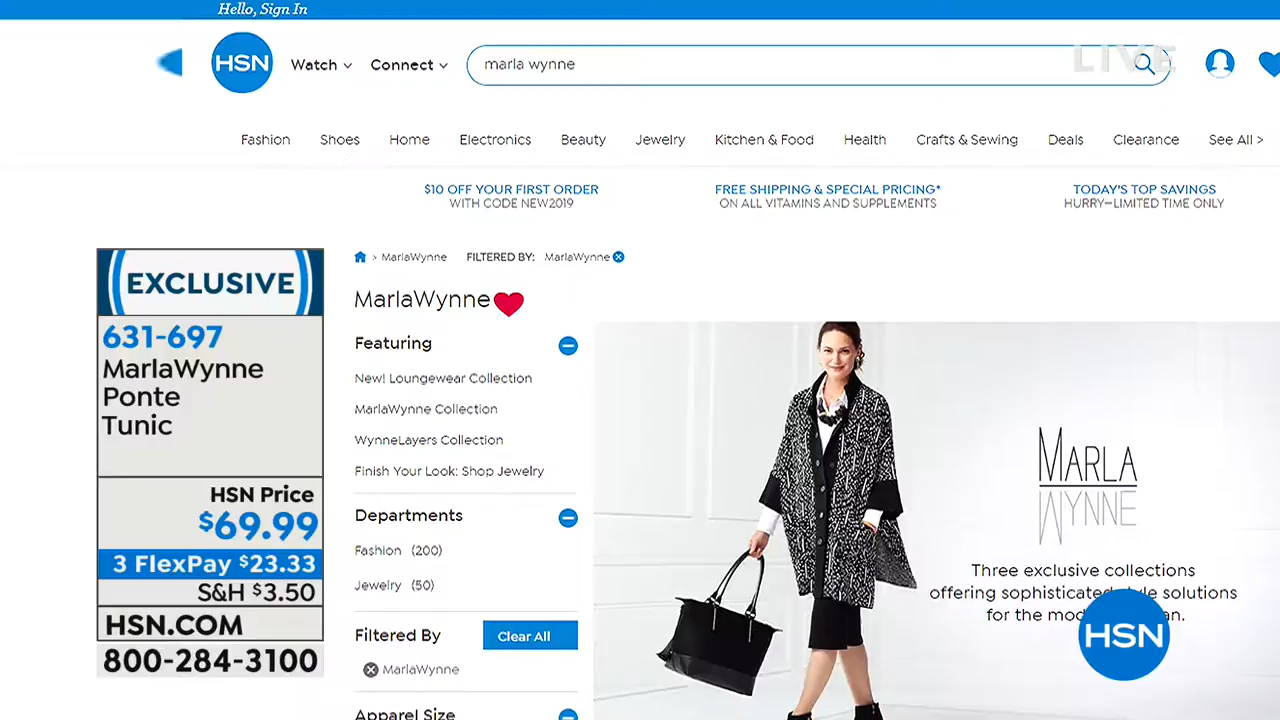 Hello, Sign In
HSN
Watch
Connect
marla wynne
LIVE
Fashion
Shoes
Home
Electronics
Beauty
Jewelry
Kitchen & Food
Health
Crafts & Sewing
Deals
Clearance
See All >
$10 OFF YOUR FIRST ORDER
WITH CODE NEW2019
FREE SHIPPING & SPECIAL PRICING*
ON ALL VITAMINS AND SUPPLEMENTS
TODAY'S TOP SAVINGS
HURRY—LIMITED TIME ONLY
EXCLUSIVE
631-697
MarlaWynne
Ponte
Tunic
HSN Price
$69.99
3 FlexPay $23.33
S&H $3.50
HSN.COM
800-284-3100
> MarlaWynne FILTERED BY: MarlaWynne
MarlaWynne
Featuring
New! Loungewear Collection
MarlaWynne Collection
WynneLayers Collection
Finish Your Look: Shop Jewelry
Departments
Fashion (200)
Jewelry (50)
Filtered By
Clear All
MarlaWynne
Apparel Size
MARLA
WYNNE
Three exclusive collections
offering sophisticated solutions
for the
HSN